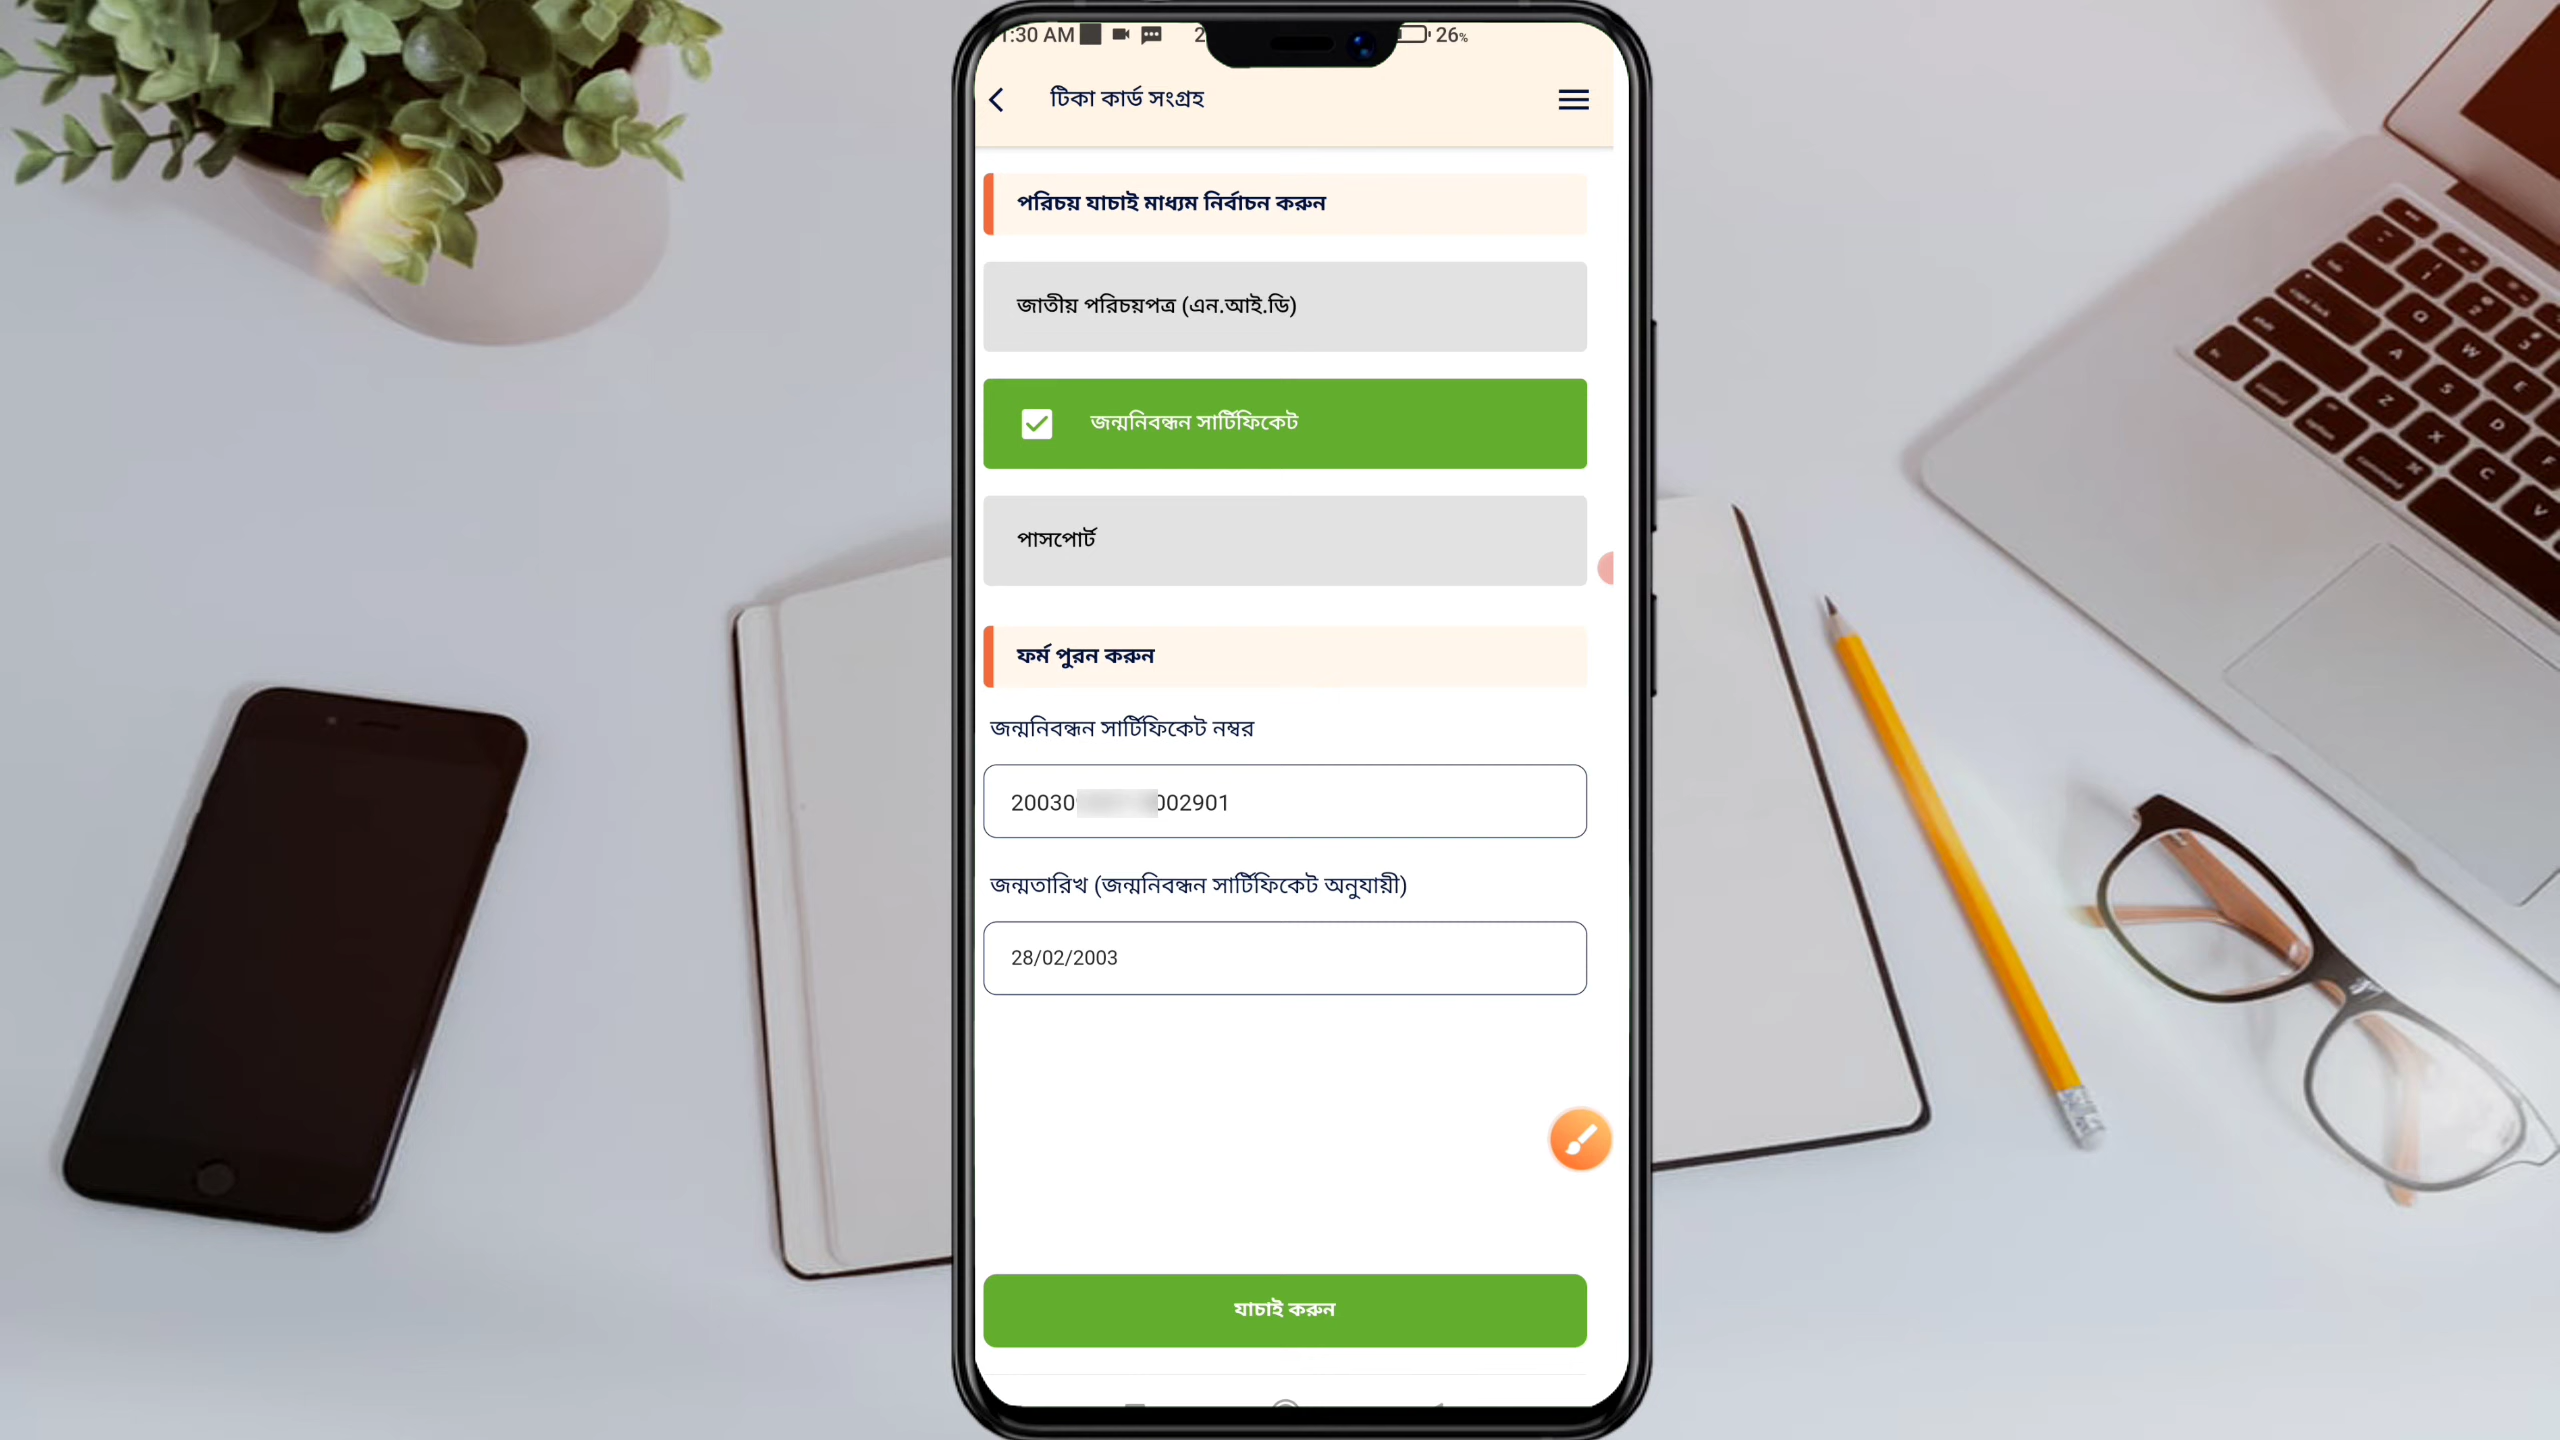 :30 AM
26%
টিকা কার্ড সংগ্রহ
পরিচয় যাচাই মাধ্যম নির্বাচন করুন
জাতীয় পরিচয়পত্র (এন.আই.ডি)
জন্মনিবন্ধন সার্টিফিকেট
পাসপোর্ট
ফর্ম পুরন করুন
জন্মনিবন্ধন সার্টিফিকেট নম্বর
20030 002901
জন্মতারিখ (জন্মনিবন্ধন সার্টিফিকেট অনুযায়ী)
28/02/2003
যাচাই করুন